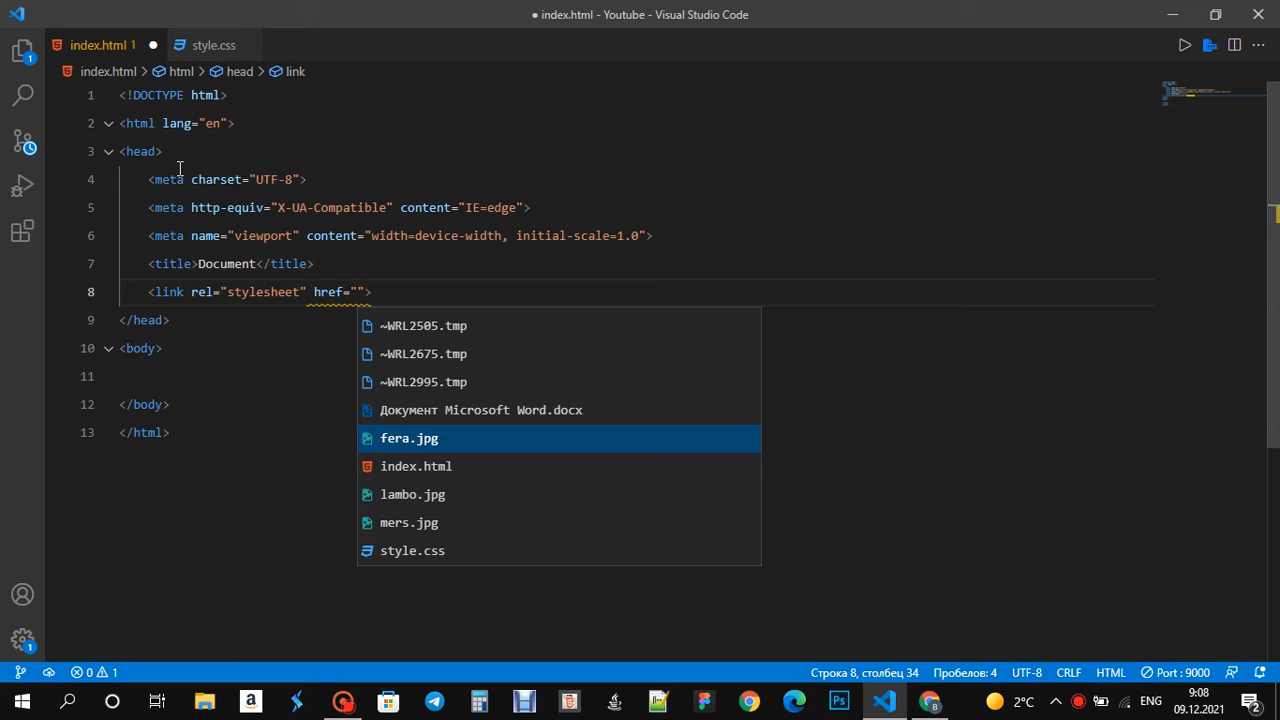 ● index.html - Youtube - Visual Studio Code
index.html 1 ● style.css
index.html > html > head > link
1 <!DOCTYPE html>
2 <html lang="en">
3 <head>
4 <meta charset="UTF-8">
5 <meta http-equiv="X-UA-Compatible" content="IE=edge">
6 <meta name="viewport" content="width=device-width, initial-scale=1.0">
7 <title>Document</title>
8 <link rel="stylesheet" href="">
9 </head>
10 <body>
11
12 </body>
13 </html>
~WRL2505.tmp
~WRL2675.tmp
~WRL2995.tmp
Документ Microsoft Word.docx
fera.jpg
index.html
lambo.jpg
mers.jpg
style.css
1
1
0 1 Строка 8, столбец 34 Пробелов: 4 UTF-8 CRLF HTML Port : 9000
a Ps B 2°C ENG 9:08
09.12.2021 2